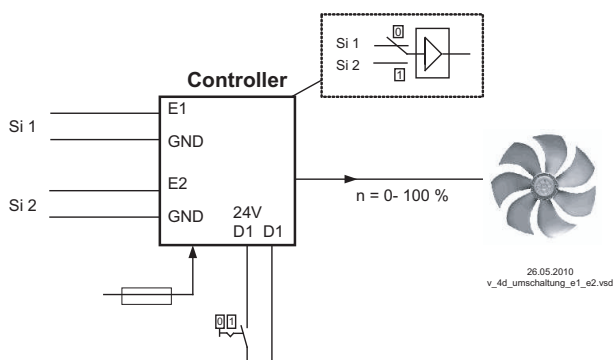 0
Si 1
Si 2
1
Controller
E1
Si 1
GND
E2
Si 2
GND
24V
D1 D1
n = 0- 100 %
26.05.2010
v_4d_umschaltung_e1_e2.vsd
0 1